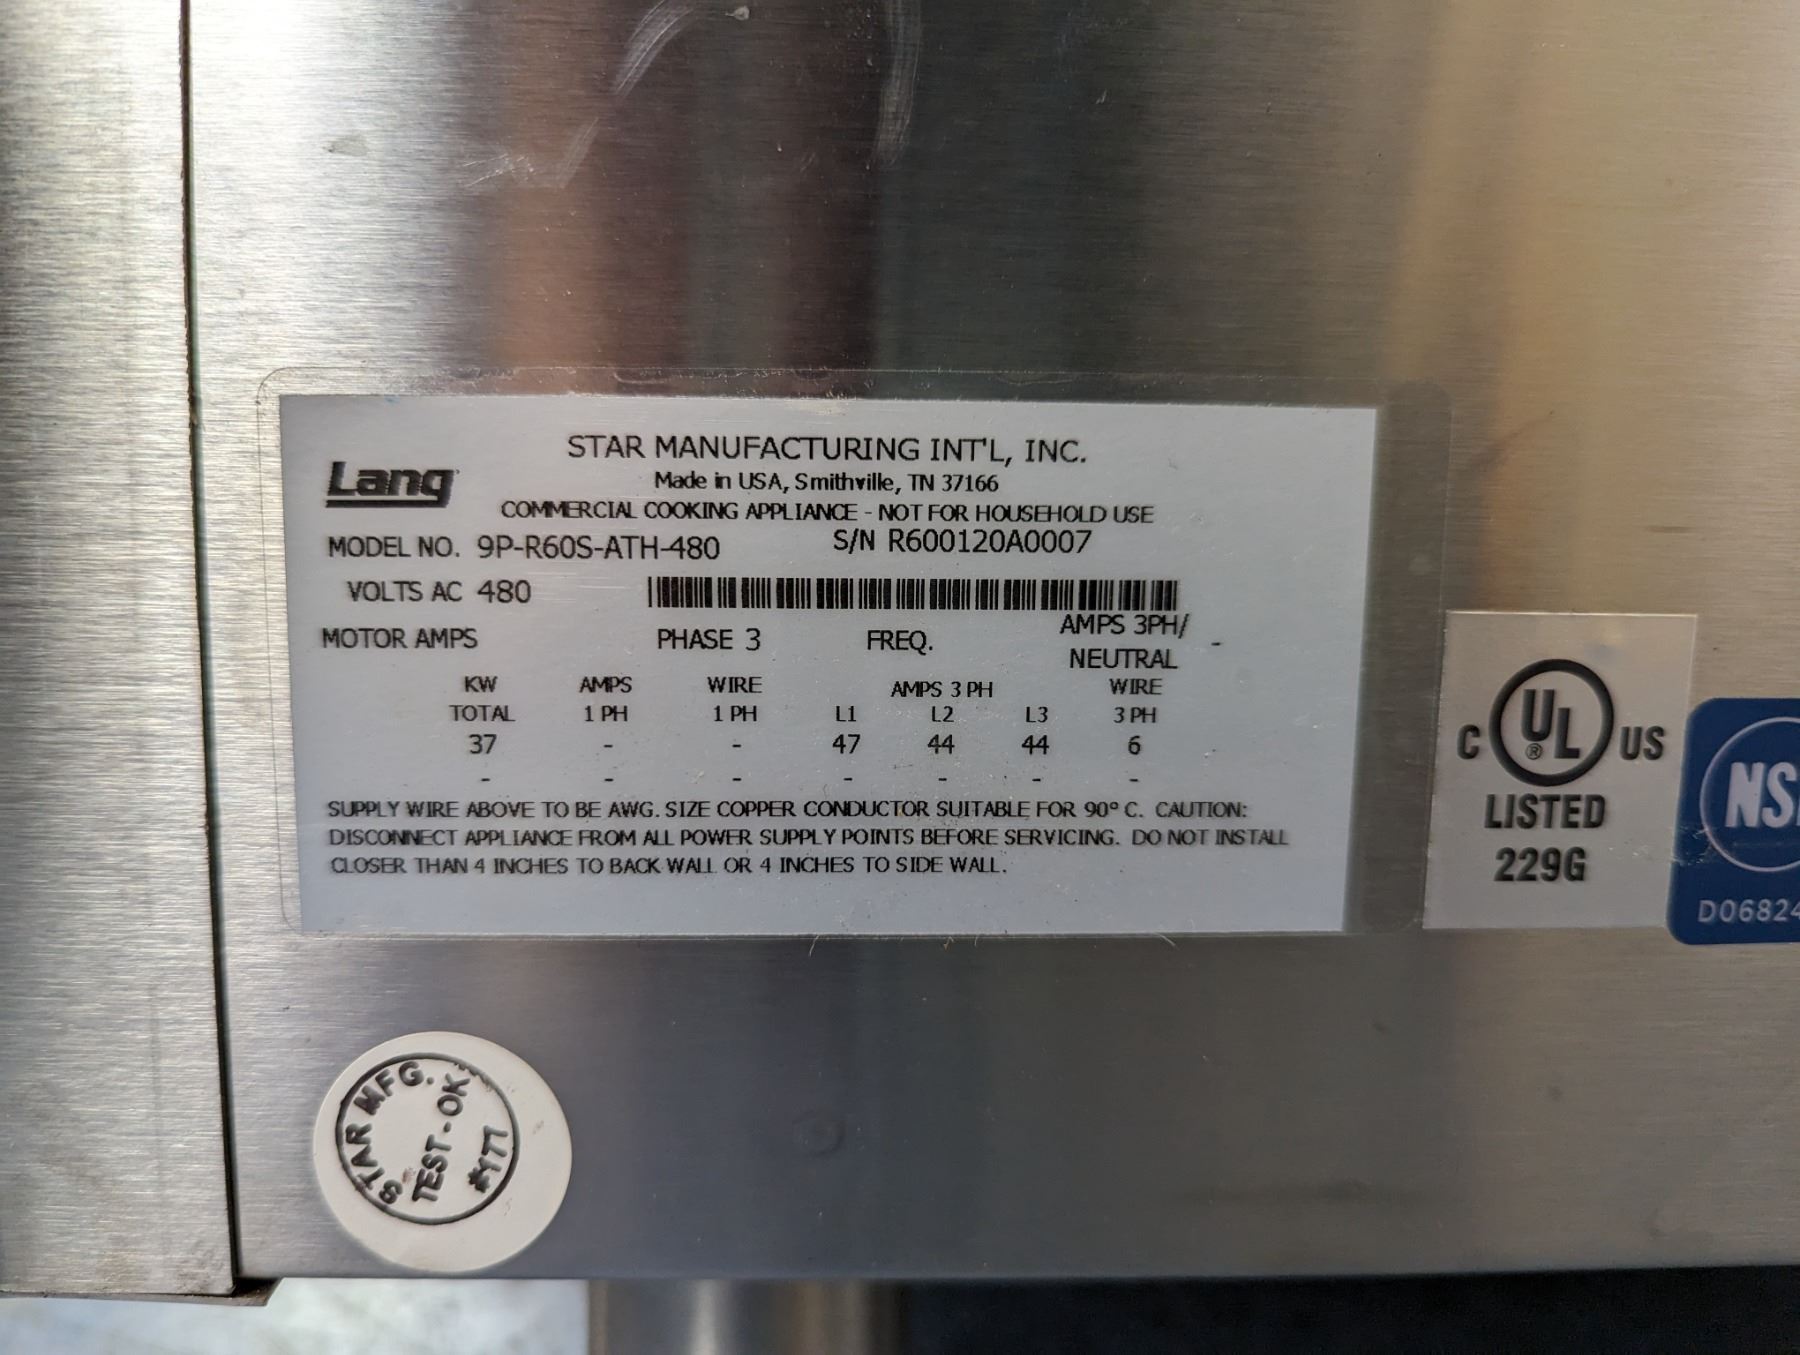 Lang
STAR MANUFACTURING INT'L, INC.
Made in USA, Smithville, TN 37166
COMMERCIAL COOKING APPLIANCE - NOT FOR HOUSEHOLD USE
MODEL NO. 9P-R60S-ATH-480 S/N R600120A0007
VOLTS AC 480
MOTOR AMPS PHASE 3 FREQ. AMPS 3PH/ -
NEUTRAL
KW AMPS WIRE AMPS 3 PH WIRE
TOTAL 1 PH 1 PH L1 L2 L3 3 PH
37 - - 47 44 44 6
- - - - - - -
SUPPLY WIRE ABOVE TO BE AWG. SIZE COPPER CONDUCTOR SUITABLE FOR 90° C. CAUTION:
DISCONNECT APPLIANCE FROM ALL POWER SUPPLY POINTS BEFORE SERVICING. DO NOT INSTALL
CLOSER THAN 4 INCHES TO BACK WALL OR 4 INCHES TO SIDE WALL.
C UL ® US
LISTED
229G
NS
D06824
STAR MFG.
TEST-OK
#177